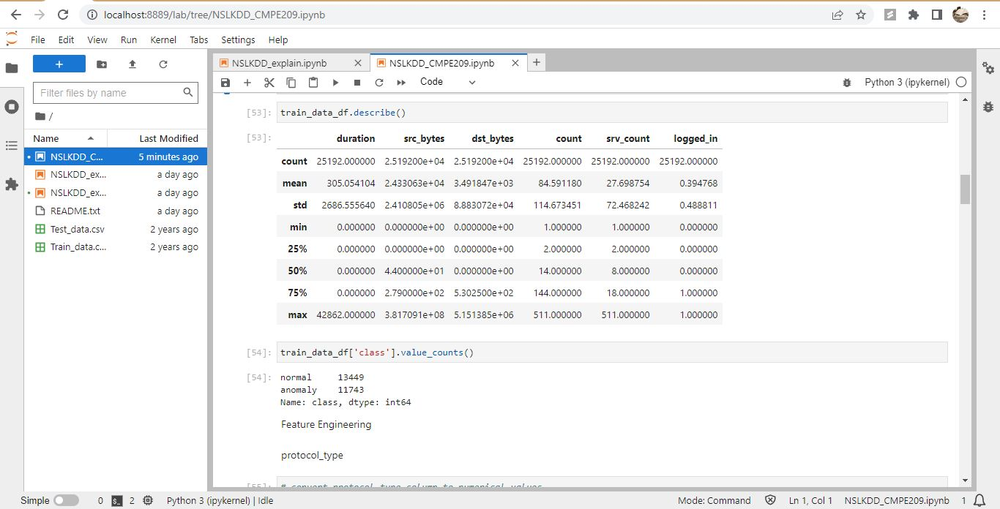 localhost:8889/lab/tree/NSLKDD_CMPE209.ipynb
File Edit View Run Kernel Tabs Settings Help
+
NSLKDD_explain.ipynb
NSLKDD_CMPE209.ipynb
Code
Python 3 (ipykernel)
Filter files by name
/
Name Last Modified
NSLKDD_C... 5 minutes ago
NSLKDD_ex... a day ago
NSLKDD_ex... a day ago
README.txt a day ago
Test_data.csv 2 years ago
Train_data.c... 2 years ago
[53]: train_data_df.describe()
[53]: duration src_bytes dst_bytes count srv_count logged_in
count 25192.000000 2.519200e+04 2.519200e+04 25192.000000 25192.000000 25192.000000
mean 305.054104 2.433063e+04 3.491847e+03 84.591180 27.698754 0.394768
std 2686.555640 2.410805e+06 8.883072e+04 114.673451 72.468242 0.488811
min 0.000000 0.000000e+00 0.000000e+00 1.000000 1.000000 0.000000
25% 0.000000 0.000000e+00 0.000000e+00 2.000000 2.000000 0.000000
50% 0.000000 4.400000e+01 0.000000e+00 14.000000 8.000000 0.000000
75% 0.000000 2.790000e+02 5.302500e+02 144.000000 18.000000 1.000000
max 42862.000000 3.817091e+08 5.151385e+06 511.000000 511.000000 1.000000
[54]: train_data_df['class'].value_counts()
[54]: normal 13449
anomaly 11743
Name: class, dtype: int64
Feature Engineering
protocol_type
[55]: # convert protocol_type column to numerical values
Simple 0 $_ 2 Python 3 (ipykernel) | Idle Mode: Command Ln 1, Col 1 NSLKDD_CMPE209.ipynb 1